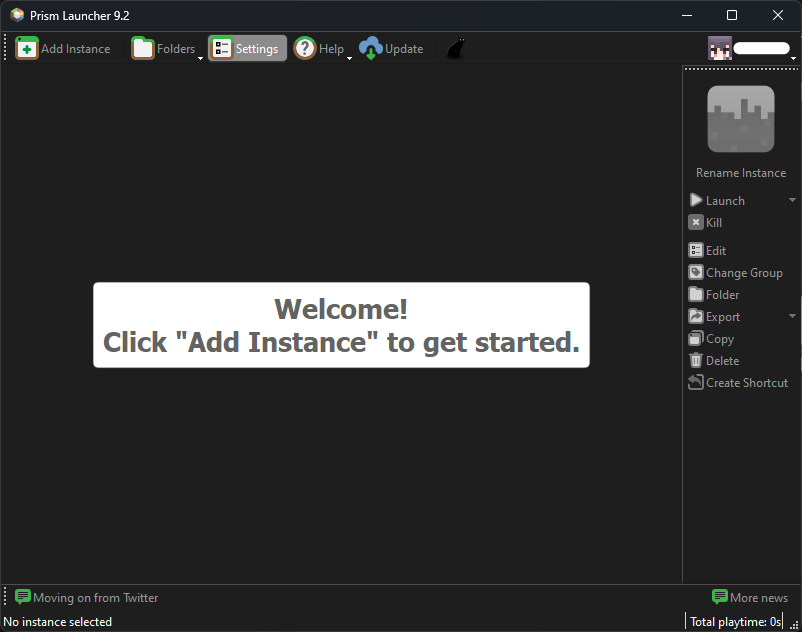 Prism Launcher 9.2
Add Instance Folders Settings Help Update
Rename Instance
Launch
Kill
Edit
Change Group
Folder
Export
Copy
Delete
Create Shortcut
Welcome!
Click "Add Instance" to get started.
Moving on from Twitter More news
No instance selected Total playtime: 0s